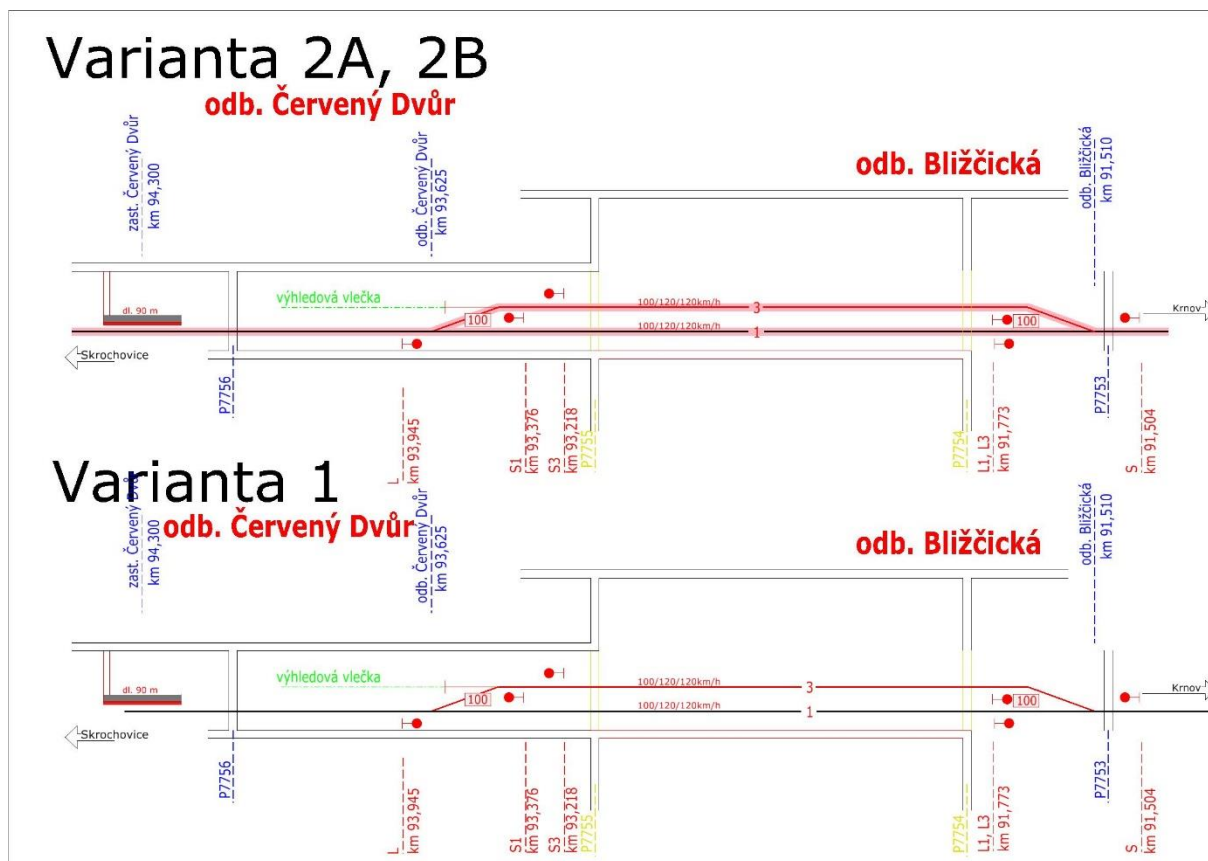 Varianta 2A, 2B
odb. Červený Dvůr
odb. Bližčická
zast. Červený Dvůr
km 94,300
odb. Červený Dvůr
km 93,625
odb. Bližčická
km 91,510
výhledová vlečka
dl. 90 m
100
100/120/120km/h
3
100/120/120km/h
1
100
Krnov
Skrochovice
P7756
L
km 93,945
S1
km 93,376
S3
km 93,218
P7755
P7754
L1, L3
km 91,773
P7753
S
km 91,504
Varianta 1
odb. Červený Dvůr
odb. Bližčická
zast. Červený Dvůr
km 94,300
odb. Červený Dvůr
km 93,625
odb. Bližčická
km 91,510
výhledová vlečka
dl. 90 m
100
100/120/120km/h
3
100/120/120km/h
1
100
Krnov
Skrochovice
P7756
L
km 93,945
S1
km 93,376
S3
km 93,218
P7755
P7754
L1, L3
km 91,773
P7753
S
km 91,504